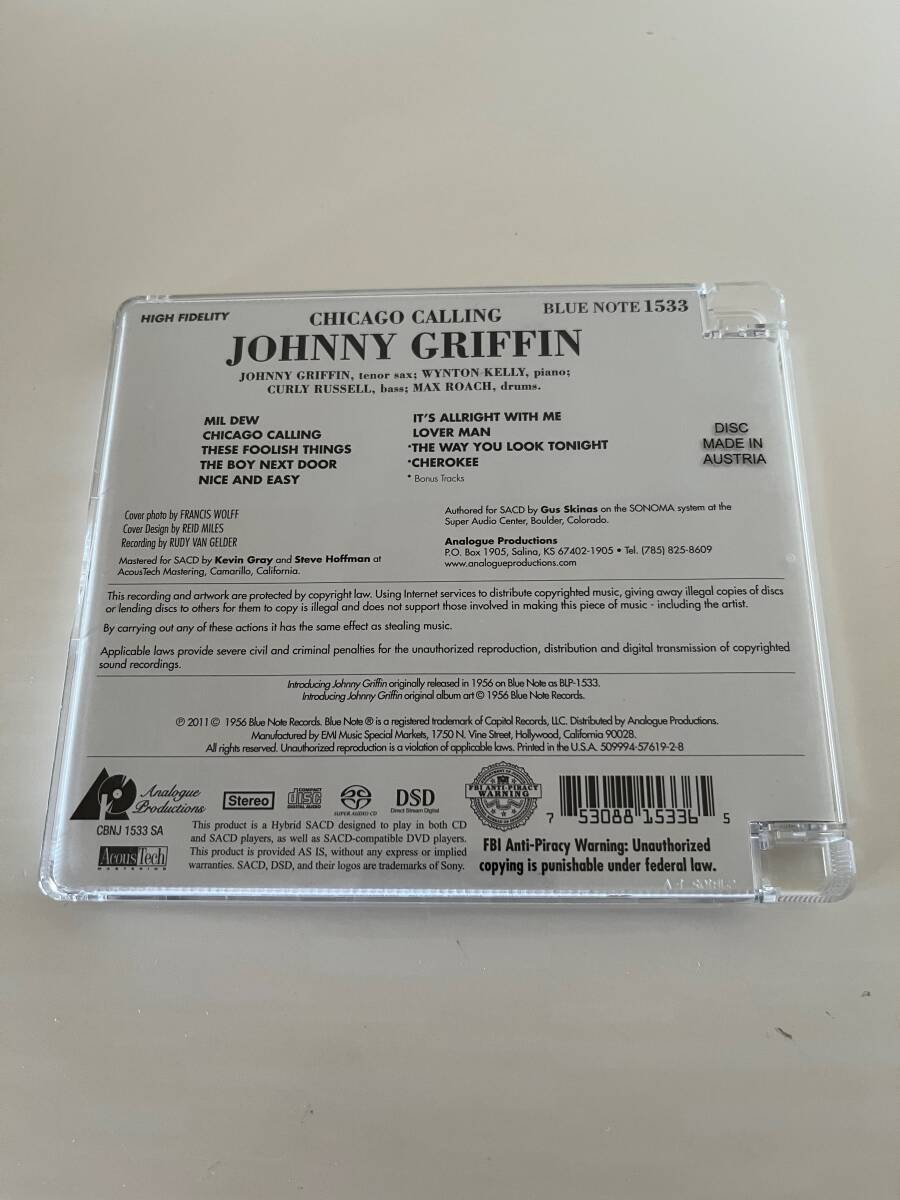 HIGH FIDELITY
CHICAGO CALLING
BLUE NOTE 1533
JOHNNY GRIFFIN
JOHNNY GRIFFIN, tenor sax; WYNTON KELLY, piano;
CURLY RUSSELL, bass; MAX ROACH, drums.
MIL DEW
CHICAGO CALLING
THESE FOOLISH THINGS
THE BOY NEXT DOOR
NICE AND EASY
IT'S ALLRIGHT WITH ME
LOVER MAN
*THE WAY YOU LOOK TONIGHT
*CHEROKEE
* Bonus Tracks
DISC
MADE IN
AUSTRIA
Cover photo by FRANCIS WOLFF
Cover Design by REID MILES
Recording by RUDY VAN GELDER
Mastered for SACD by Kevin Gray and Steve Hoffman at
AcousTech Mastering, Camarillo, California.
Authored for SACD by Gus Skinas on the SONOMA system at the
Super Audio Center, Boulder, Colorado.
Analogue Productions
P.O. Box 1905, Salina, KS 67402-1905 • Tel. (785) 825-8609
www.analogueproductions.com
This recording and artwork are protected by copyright law. Using Internet services to distribute copyrighted music, giving away illegal copies of discs
or lending discs to others for them to copy is illegal and does not support those involved in making this piece of music - including the artist.
By carrying out any of these actions it has the same effect as stealing music.
Applicable laws provide severe civil and criminal penalties for the unauthorized reproduction, distribution and digital transmission of copyrighted
sound recordings.
Introducing Johnny Griffin originally released in 1956 on Blue Note as BLP-1533.
Introducing Johnny Griffin original album art © 1956 Blue Note Records.
℗ 2011 © 1956 Blue Note Records. Blue Note ® is a registered trademark of Capitol Records, LLC. Distributed by Analogue Productions.
Manufactured by EMI Music Special Markets, 1750 N. Vine Street, Hollywood, California 90028.
All rights reserved. Unauthorized reproduction is a violation of applicable laws. Printed in the U.S.A. 509994-57619-2-8
Analogue
Productions
CBNJ 1533 SA
AcousTech
MASTERING
Stereo
COMPACT
disc
DIGITAL AUDIO
SUPER AUDIO CD
DSD
Direct Stream Digital
This product is a Hybrid SACD designed to play in both CD
and SACD players, as well as SACD-compatible DVD players.
This product is provided AS IS, without any express or implied
warranties. SACD, DSD, and their logos are trademarks of Sony.
FBI ANTI-PIRACY
WARNING
7 53088 15336 5
FBI Anti-Piracy Warning: Unauthorized
copying is punishable under federal law.